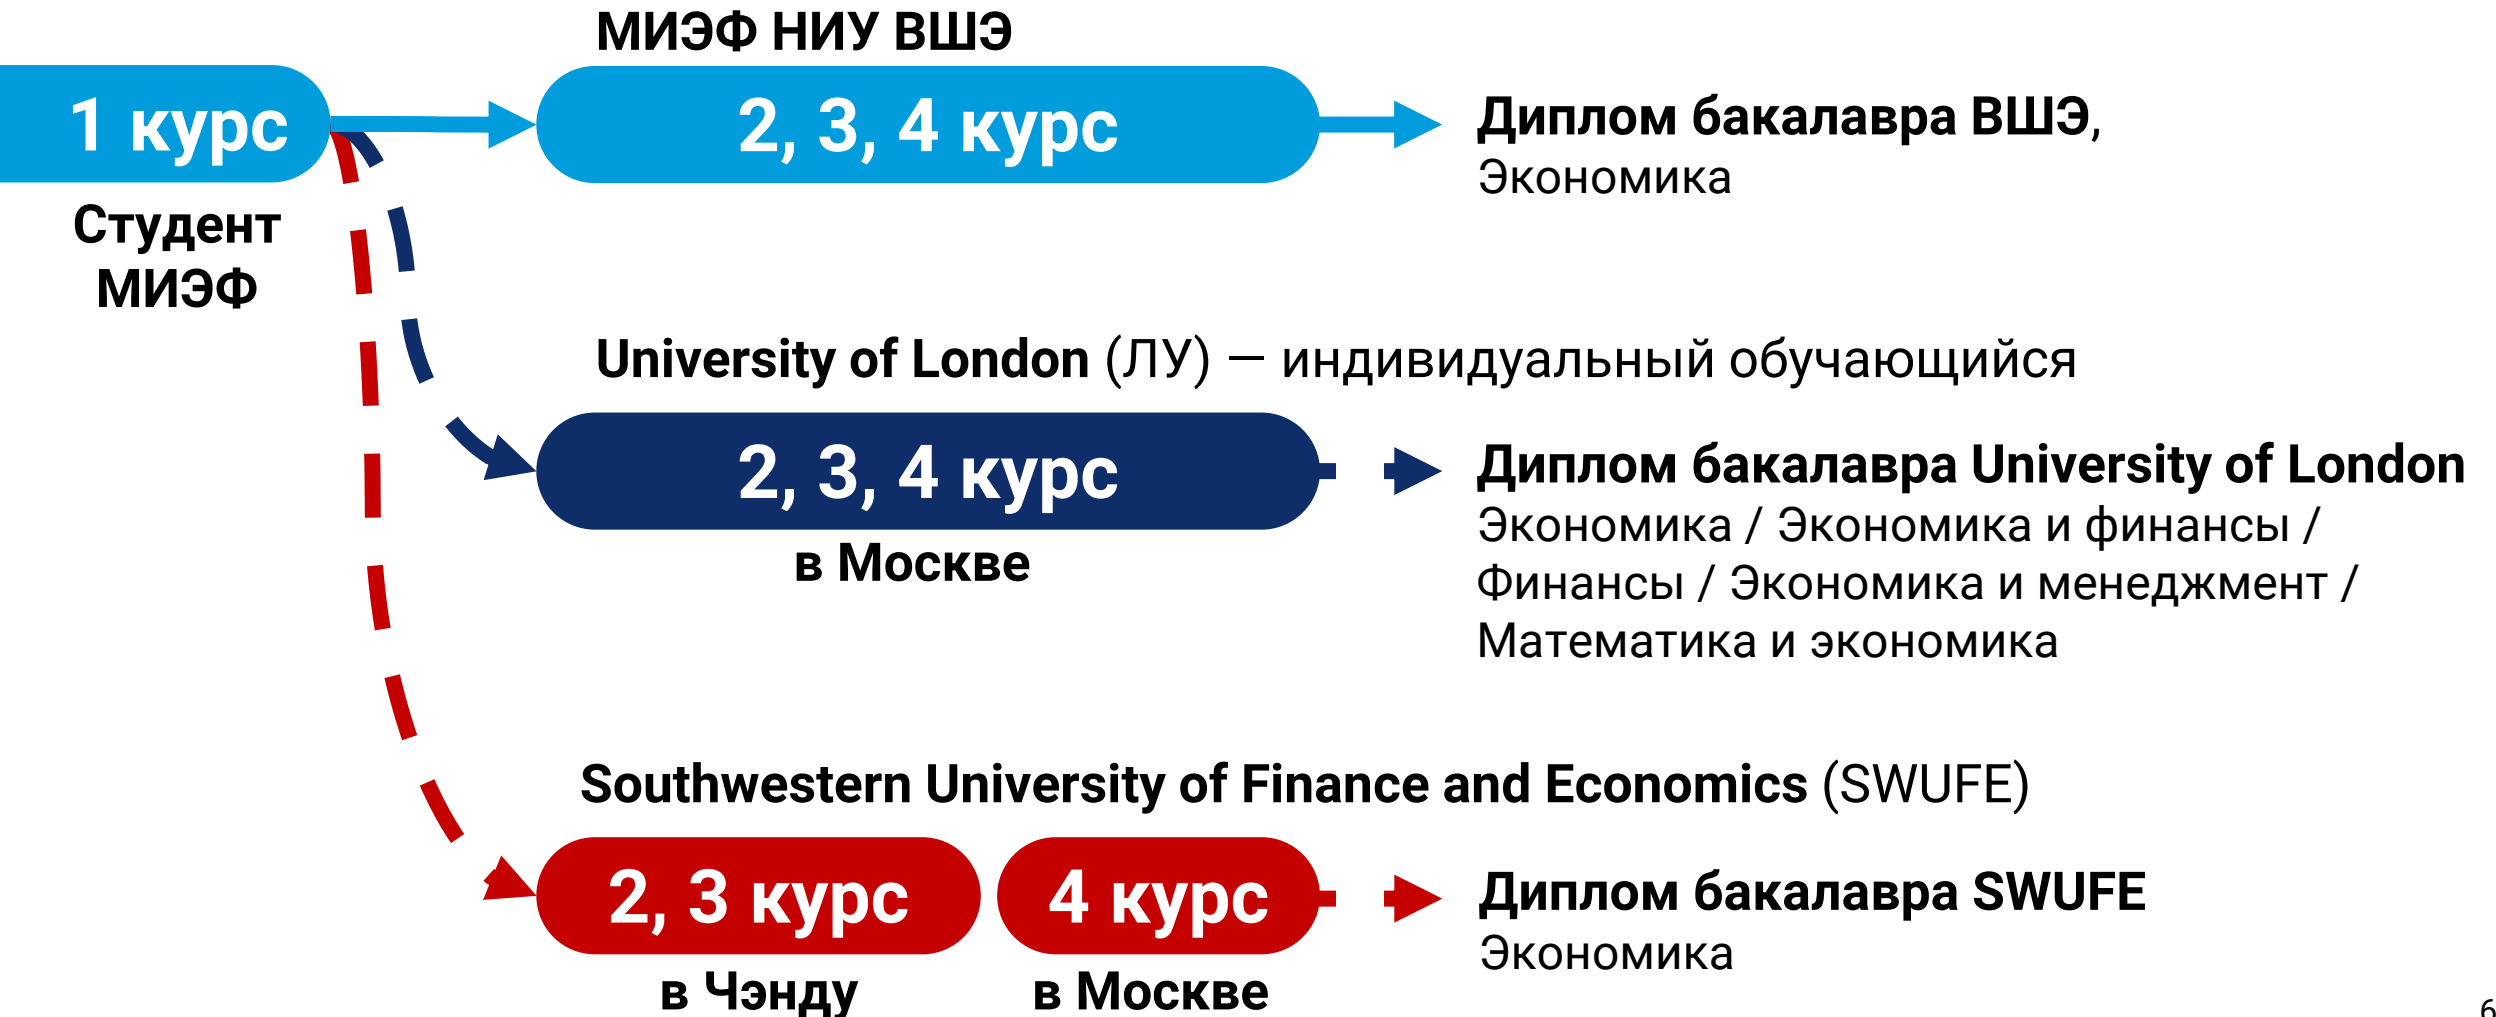 МИЭФ НИУ ВШЭ
1 курс
2, 3, 4 курс
Диплом бакалавра ВШЭ,
Экономика
Студент
МИЭФ
University of London (ЛУ) — индивидуальный обучающийся
2, 3, 4 курс
в Москве
Диплом бакалавра University of London
Экономика / Экономика и финансы /
Финансы / Экономика и менеджмент /
Математика и экономика
Southwestern University of Finance and Economics (SWUFE)
2, 3 курс
4 курс
Диплом бакалавра SWUFE
Экономика
в Чэнду
в Москве
6